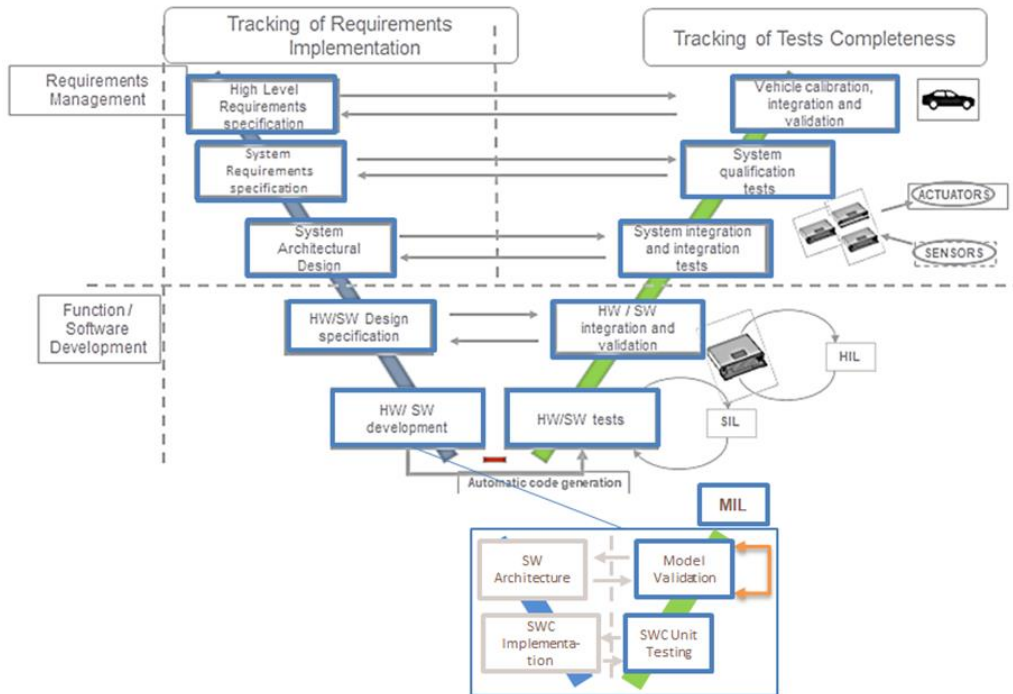 Tracking of Requirements
Implementation
Tracking of Tests Completeness
Requirements
Management
High Level
Requirements
specification
Vehicle calibration,
integration and
validation
System
Requirements
specification
System
qualification
tests
System
Architectural
Design
System integration
and integration
tests
ACTUATORS
SENSORS
Function /
Software
Development
HW/SW Design
specification
HW / SW
integration and
validation
HIL
HW/ SW
development
HW/SW tests
SIL
Automatic code generation
MIL
SW
Architecture
Model
Validation
SWC
Implementa-
tion
SWC Unit
Testing